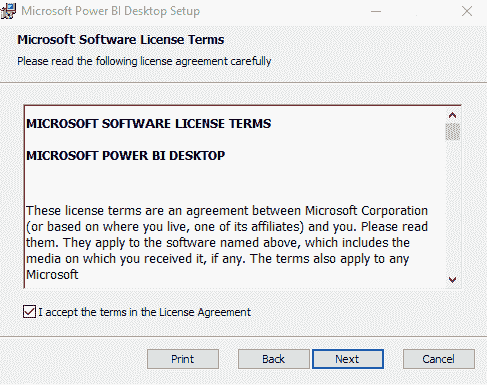 Microsoft Power BI Desktop Setup
Microsoft Software License Terms
Please read the following license agreement carefully
MICROSOFT SOFTWARE LICENSE TERMS
MICROSOFT POWER BI DESKTOP
These license terms are an agreement between Microsoft Corporation
(or based on where you live, one of its affiliates) and you. Please read
them. They apply to the software named above, which includes the
media on which you received it, if any. The terms also apply to any
Microsoft
I accept the terms in the License Agreement
Print Back Next Cancel